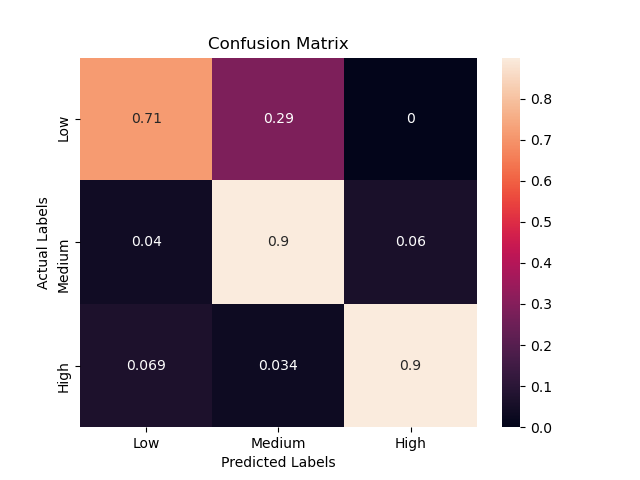 Confusion Matrix
Actual Labels
Low
0.71 0.29 0
Medium
0.04 0.9 0.06
High
0.069 0.034 0.9
Low Medium High
Predicted Labels
0.8
0.7
0.6
0.5
0.4
0.3
0.2
0.1
0.0